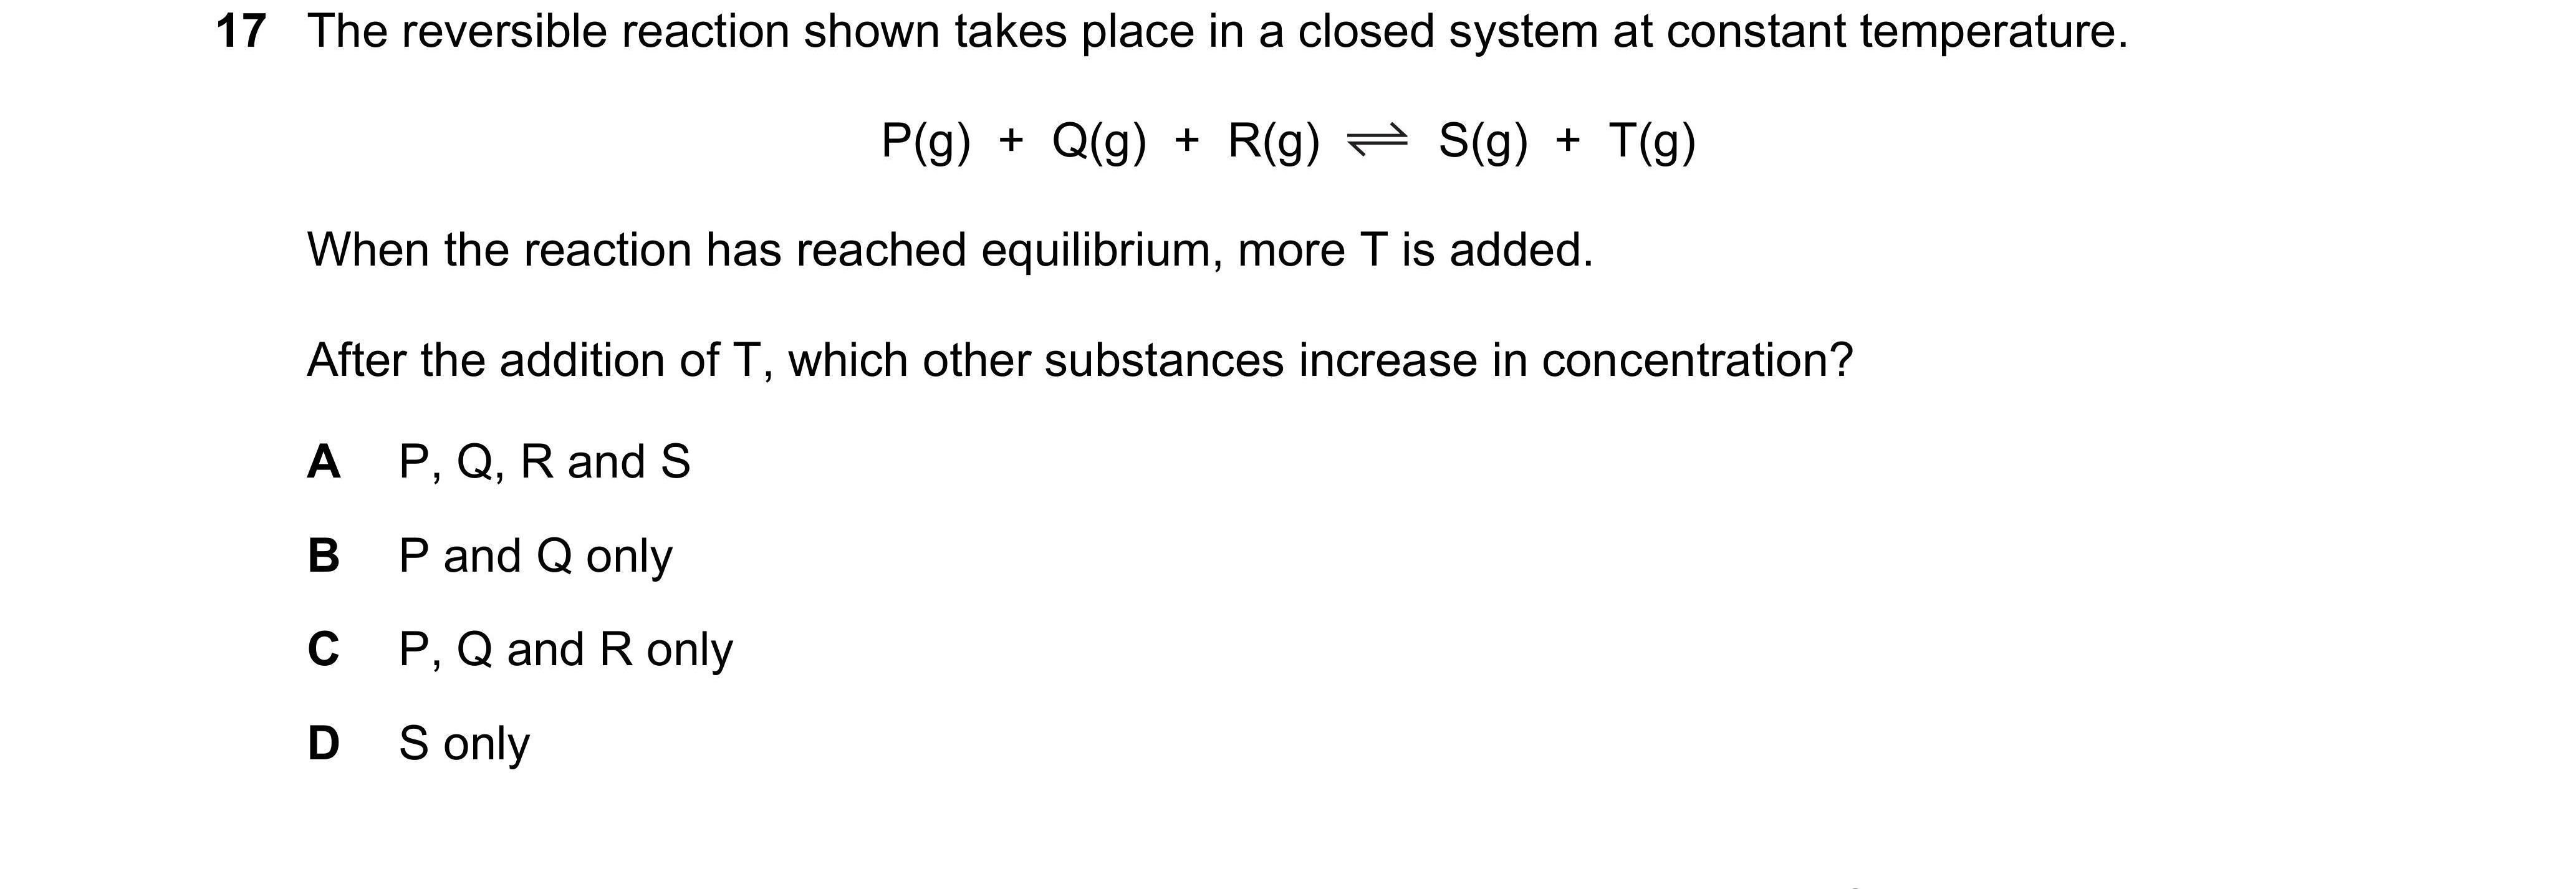 17 The reversible reaction shown takes place in a closed system at constant temperature.
P(g) + Q(g) + R(g) ⇌ S(g) + T(g)
When the reaction has reached equilibrium, more T is added.
After the addition of T, which other substances increase in concentration?
A P, Q, R and S
B P and Q only
C P, Q and R only
D S only